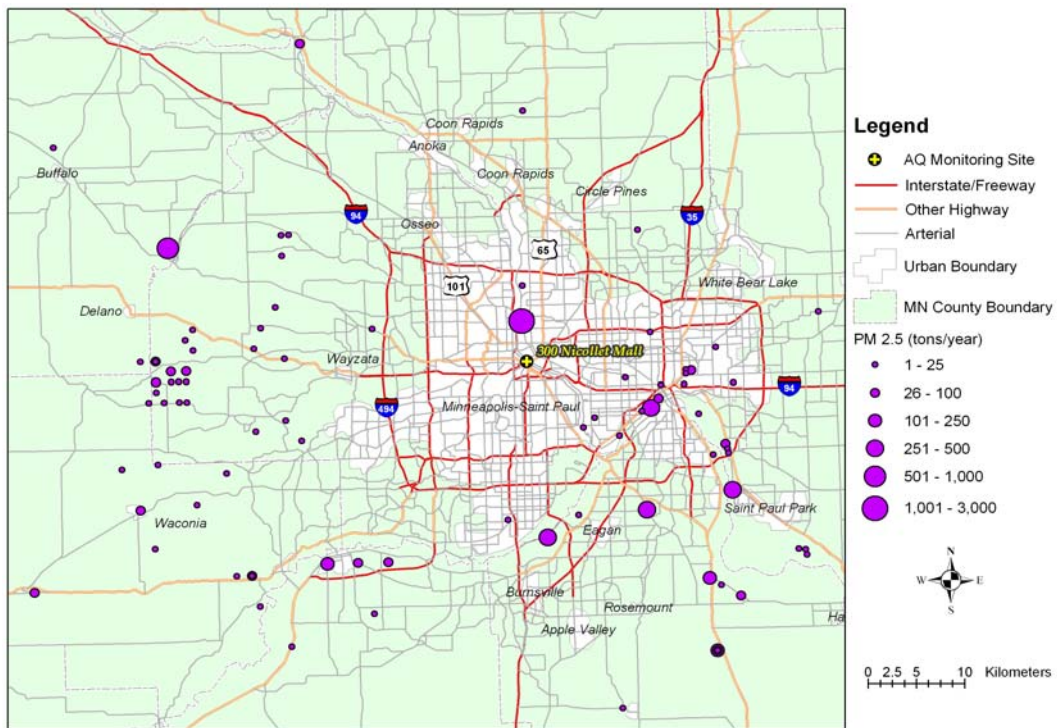 Coon Rapids
Anoka
Buffalo
Coon Rapids
Circle Pines
94
35
Osseo
65
101
White Bear Lake
Delano
Wayzata
300 Nicollet Mall
94
494
Minneapolis-Saint Paul
Saint Paul Park
Waconia
Eagan
Burnsville
Rosemount
Apple Valley
Ha
Legend
AQ Monitoring Site
Interstate/Freeway
Other Highway
Arterial
Urban Boundary
MN County Boundary
PM 2.5 (tons/year)
1 - 25
26 - 100
101 - 250
251 - 500
501 - 1,000
1,001 - 3,000
N
W E
S
0 2.5 5 10 Kilometers